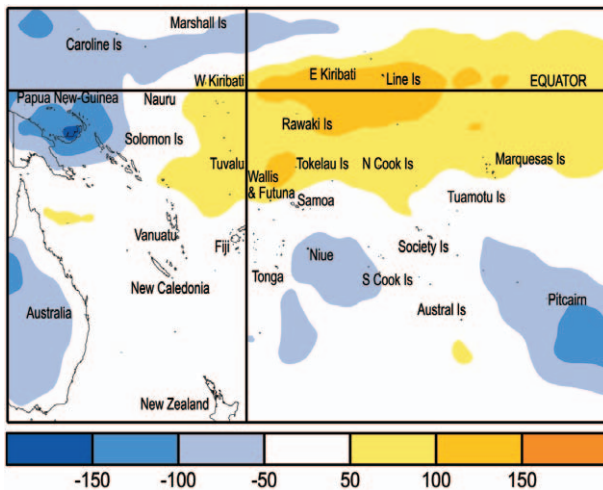 Marshall Is
Caroline Is
W Kiribati
E Kiribati
Line Is
EQUATOR
Papua New-Guinea
Nauru
Rawaki Is
Solomon Is
Tuvalu
Tokelau Is
N Cook Is
Marquesas Is
Wallis
& Futuna
Samoa
Tuamotu Is
Vanuatu
Fiji
Niue
Society Is
Tonga
S Cook Is
New Caledonia
Pitcairn
Australia
Austral Is
New Zealand
-150 -100 -50 50 100 150